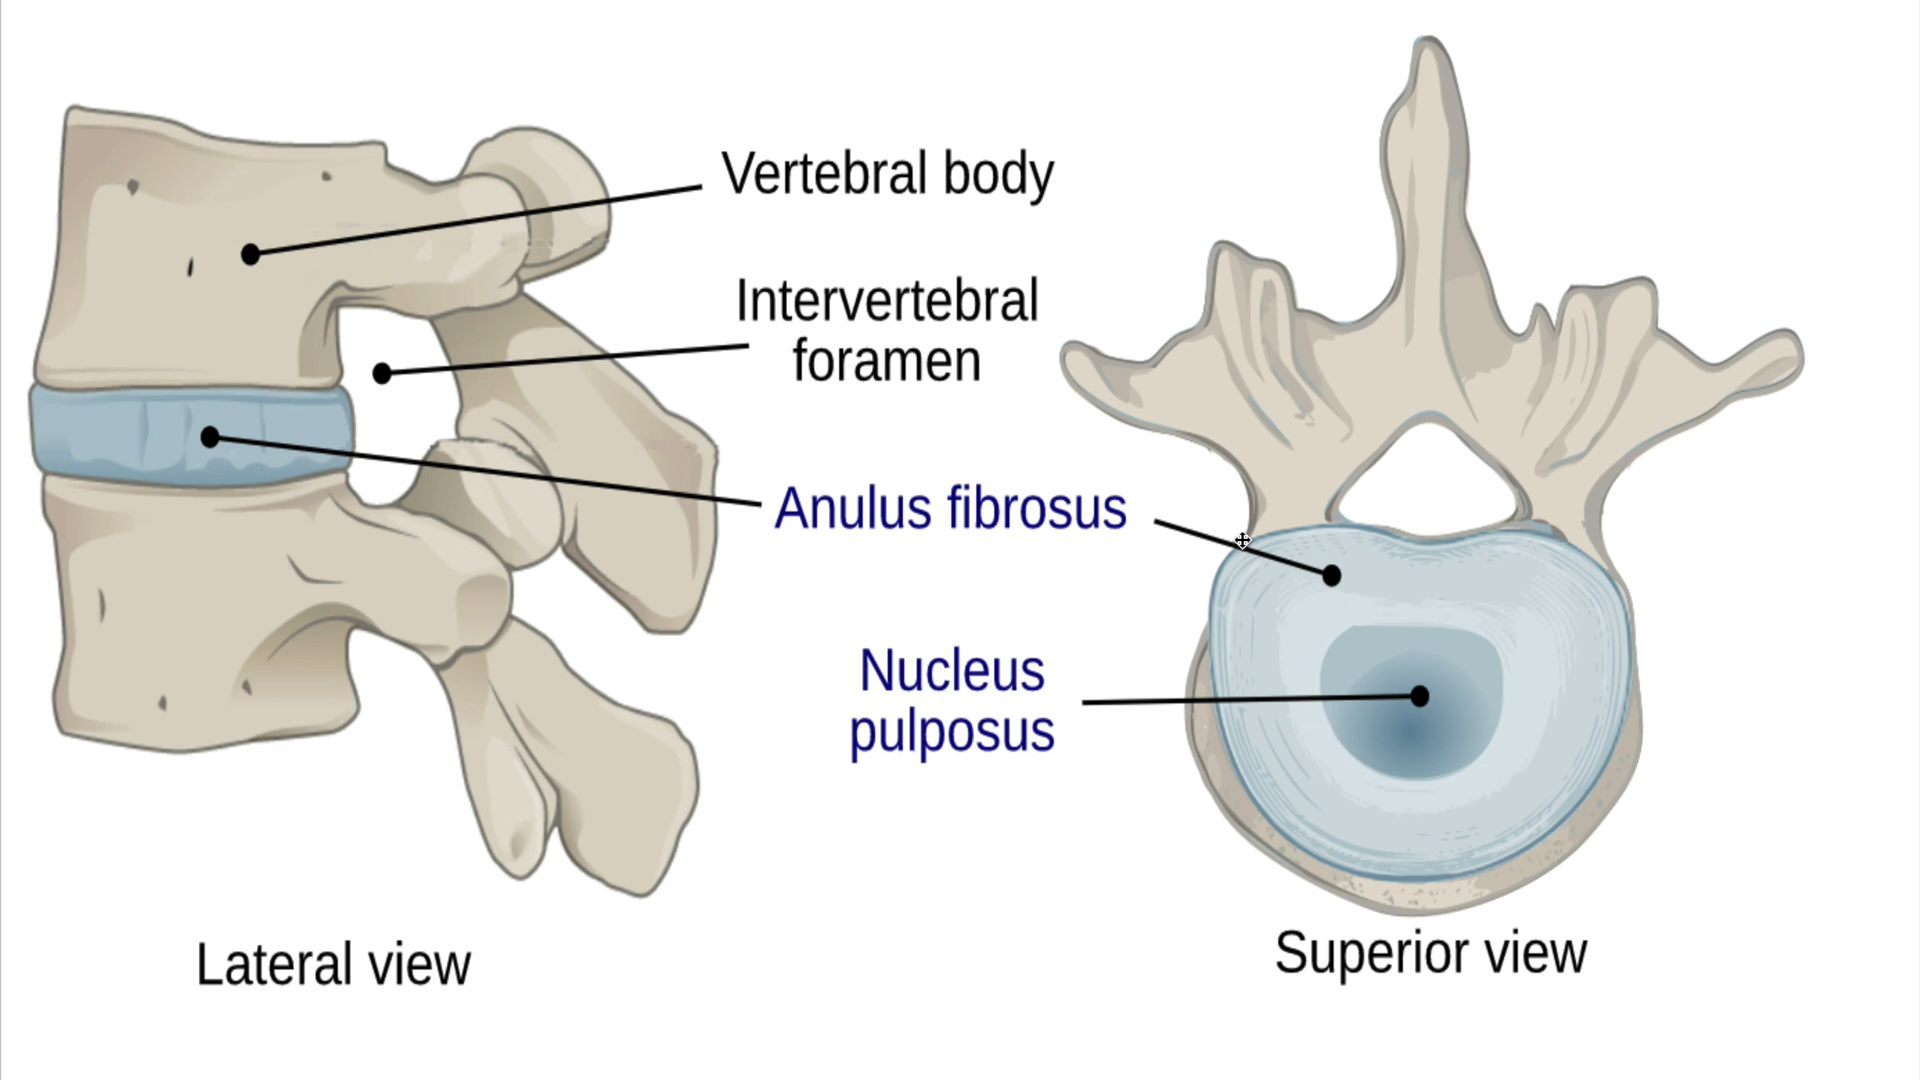 Vertebral body
Intervertebral
foramen
Anulus fibrosus
Nucleus
pulposus
Lateral view
Superior view